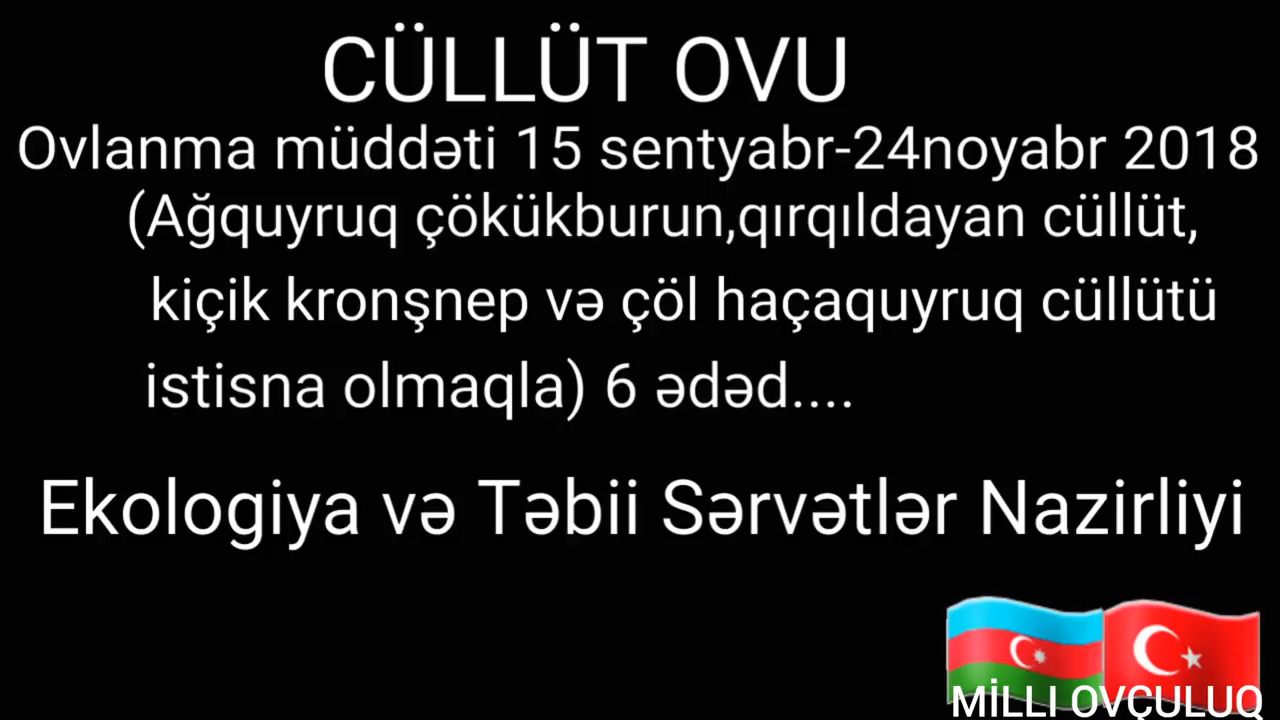 CÜLLÜT OVU
Ovlanma müddəti 15 sentyabr-24noyabr 2018
(Ağquyruq çökükburun,qırqıldayan cüllüt,
kiçik kronşnep və çöl haçaquyruq cüllütü
istisna olmaqla) 6 ədəd....
Ekologiya və Təbii Sərvətlər Nazirliyi
MİLLI OVÇULUQ